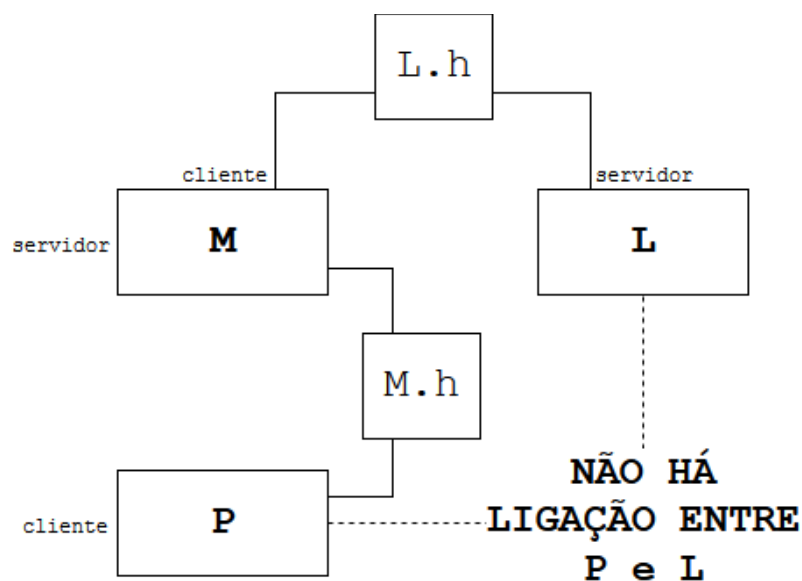 L.h
cliente
servidor
servidor
M
L
M.h
cliente
P
NÃO HÁ
LIGAÇÃO ENTRE
P e L